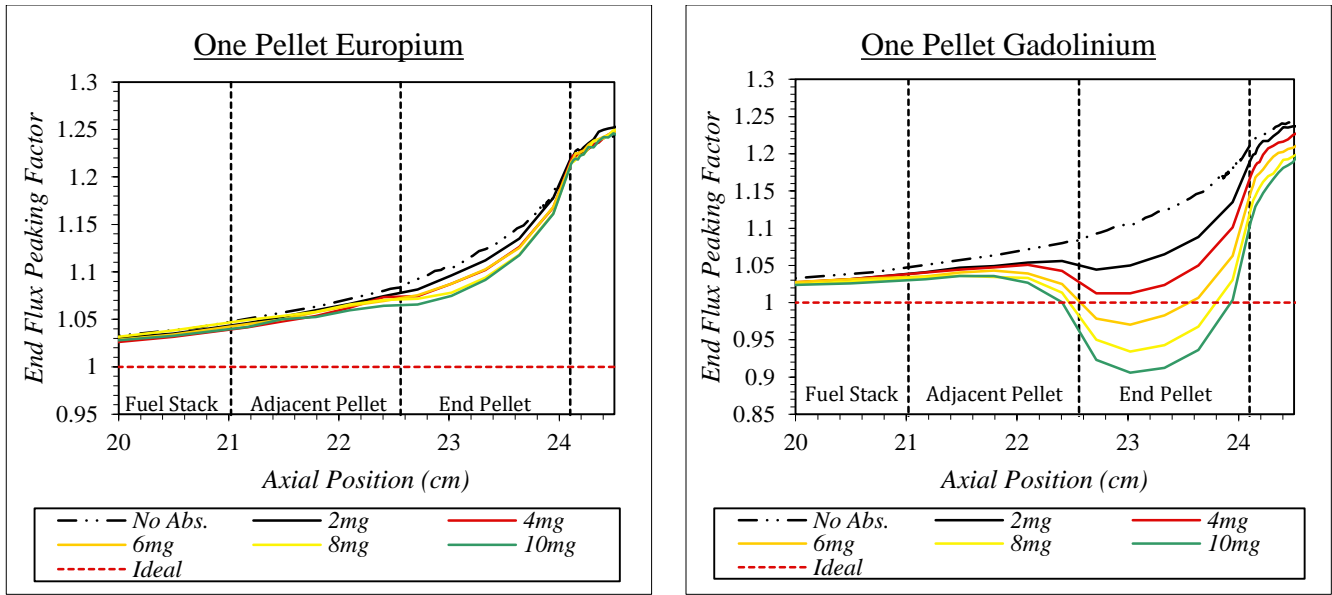 One Pellet Europium
End Flux Peaking Factor
1.3
1.25
1.2
1.15
1.1
1.05
1
0.95
Fuel Stack
Adjacent Pellet
End Pellet
20
21
22
23
24
Axial Position (cm)
No Abs.
2mg
4mg
6mg
8mg
10mg
Ideal
One Pellet Gadolinium
End Flux Peaking Factor
1.3
1.25
1.2
1.15
1.1
1.05
1
0.95
0.9
0.85
Fuel Stack
Adjacent Pellet
End Pellet
20
21
22
23
24
Axial Position (cm)
No Abs.
2mg
4mg
6mg
8mg
10mg
Ideal